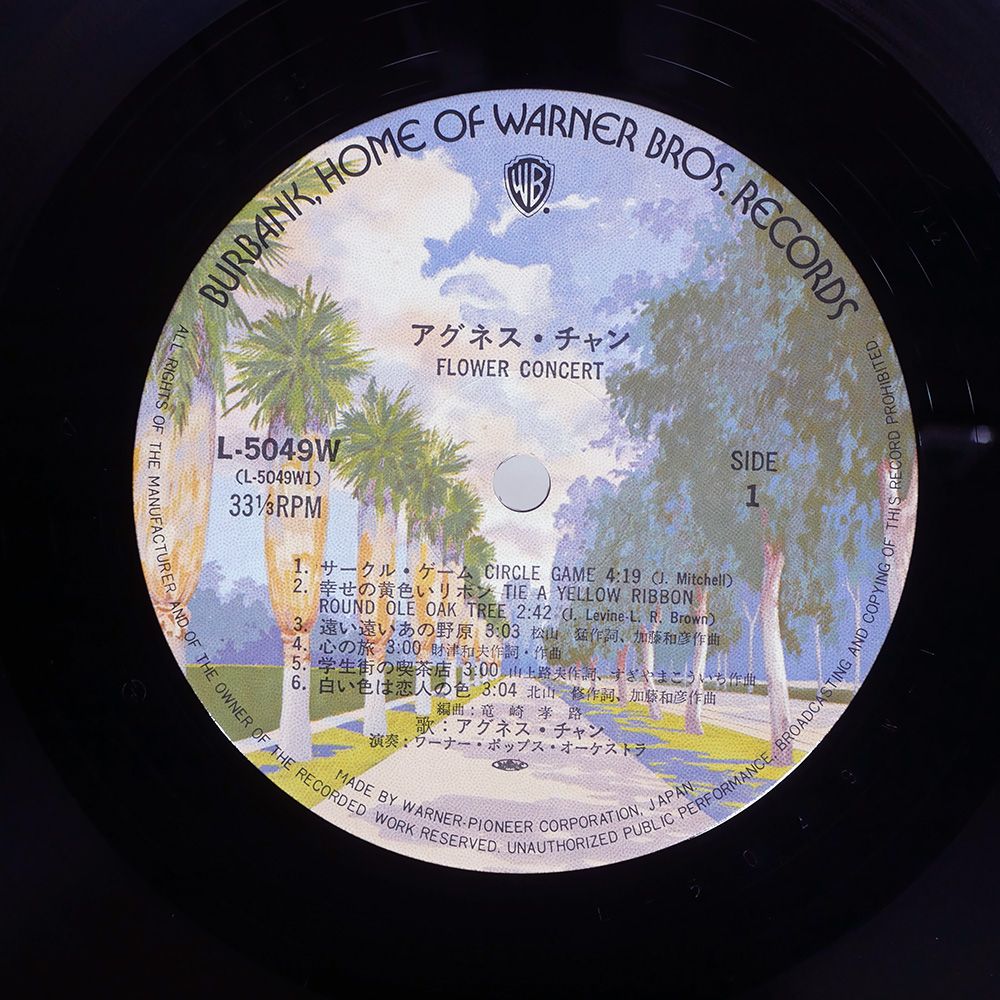 BURBANK, HOME OF WARNER BROS. RECORDS
WB
アグネス・チャン
FLOWER CONCERT
L-5049W
(L-5049W1)
33⅓RPM
SIDE
1
1. サークル・ゲーム CIRCLE GAME 4:19 (J. Mitchell)
2. 幸せの黄色いリボン TIE A YELLOW RIBBON
ROUND OLE OAK TREE 2:42 (I. Levine-L. R. Brown)
3. 遠い遠いあの野原 3:03 松山 猛作詞、加藤和彦作曲
4. 心の旅 3:00 財津和夫作詞・作曲
5. 学生街の喫茶店 3:00 山上路夫作詞、すぎやまこういち作曲
6. 白い色は恋人の色 3:04 北山 修作詞、加藤和彦作曲
編曲:竜崎孝路
歌:アグネス・チャン
演奏:ワーナー・ポップス・オーケストラ
MADE BY WARNER-PIONEER CORPORATION, JAPAN
ALL RIGHTS OF THE MANUFACTURER AND OF THE OWNER OF THE RECORDED WORK RESERVED. UNAUTHORIZED PUBLIC PERFORMANCE, BROADCASTING AND COPYING OF THIS RECORD PROHIBITED